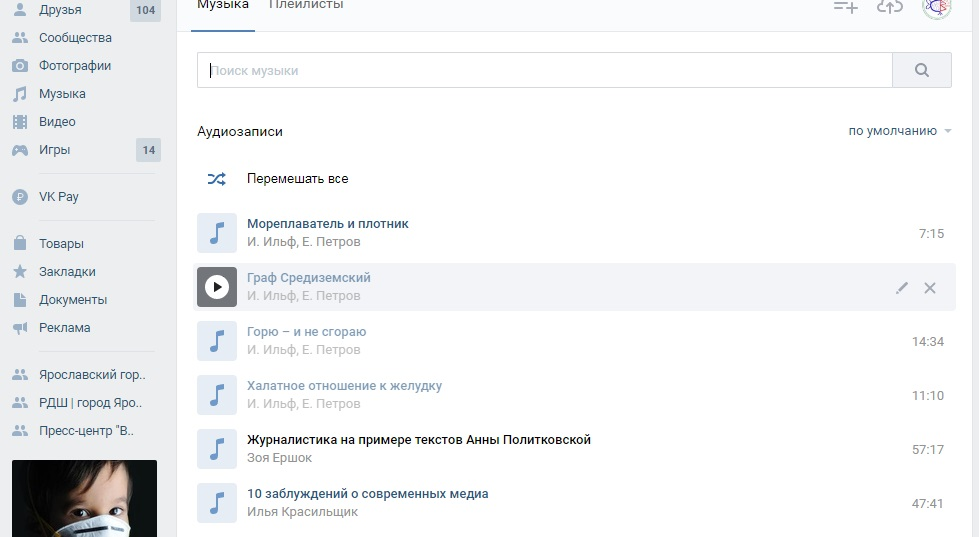 Друзья
104
Сообщества
Фотографии
Музыка
Видео
Игры
14
VK Pay
Товары
Закладки
Документы
Реклама
Ярославский гор..
РДШ | город Яро..
Пресс-центр "В..
Музыка Плейлисты
Поиск музыки
Аудиозаписи по умолчанию
Перемешать все
Мореплаватель и плотник
И. Ильф, Е. Петров
7:15
Граф Средиземский
И. Ильф, Е. Петров
Горю – и не сгораю
И. Ильф, Е. Петров
14:34
Халатное отношение к желудку
И. Ильф, Е. Петров
11:10
Журналистика на примере текстов Анны Политковской
Зоя Ершок
57:17
10 заблуждений о современных медиа
Илья Красильщик
47:41